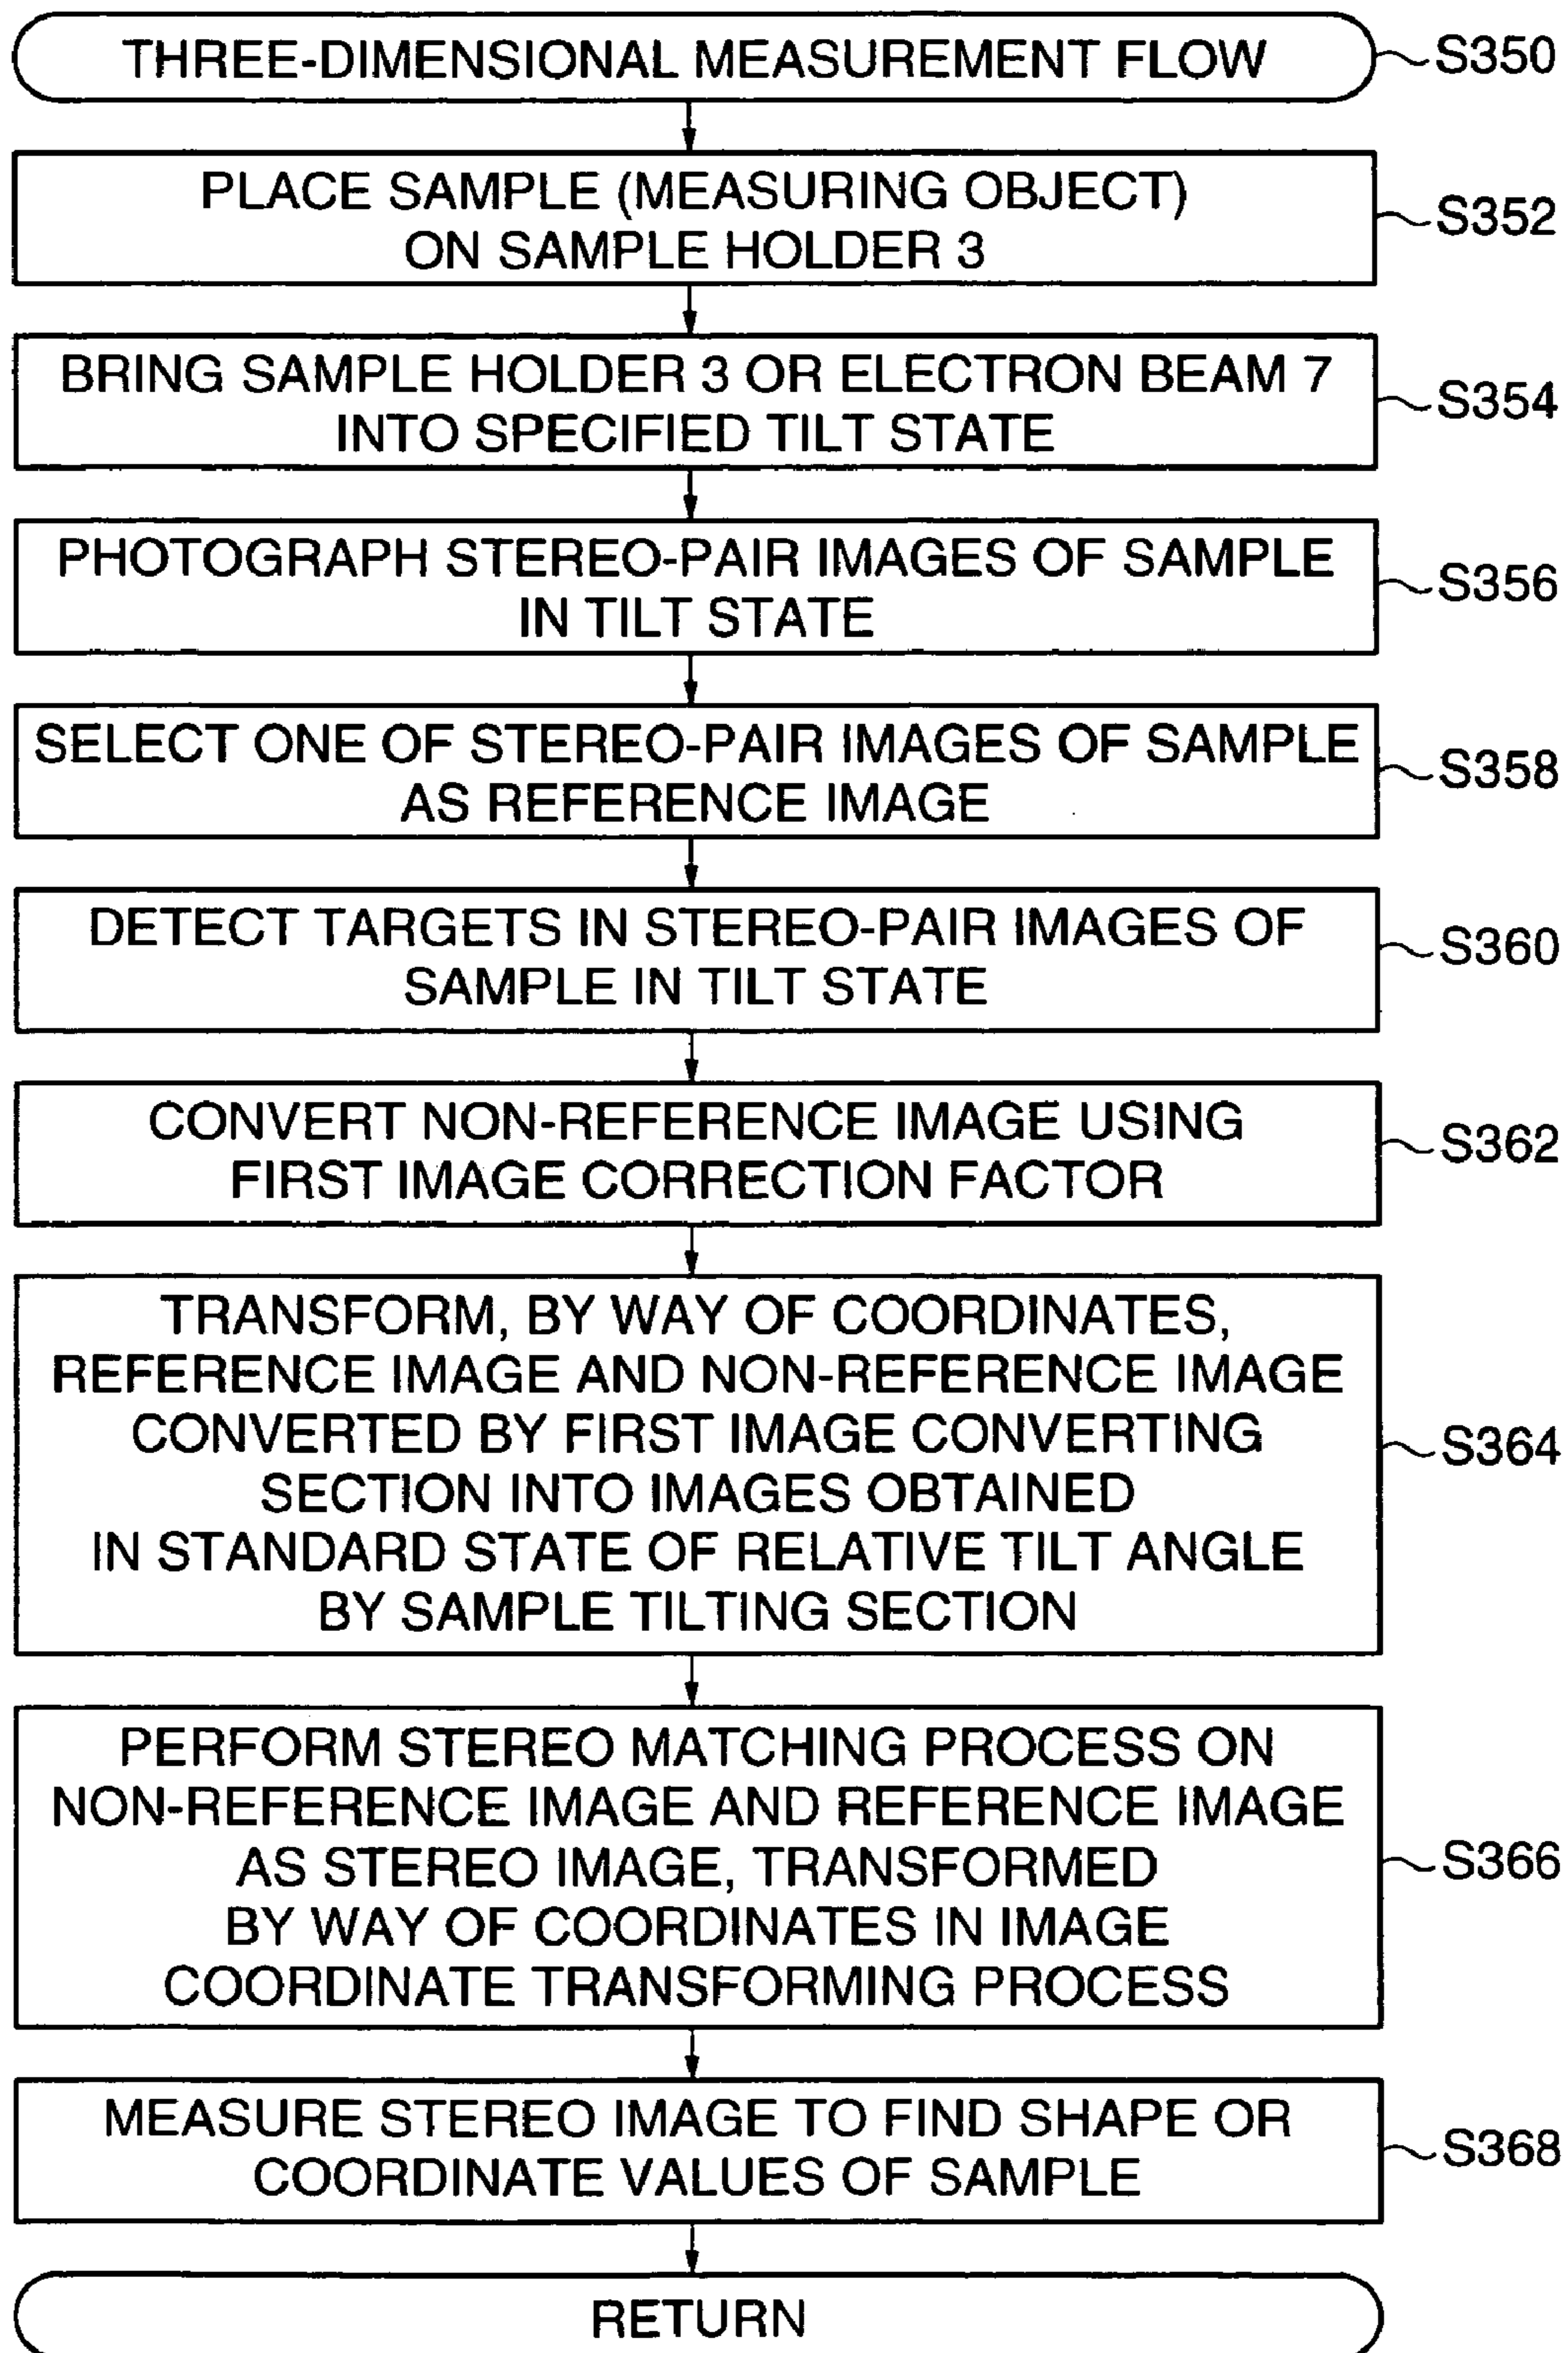 THREE-DIMENSIONAL MEASUREMENT FLOW
S350
PLACE SAMPLE (MEASURING OBJECT)
ON SAMPLE HOLDER 3
S352
BRING SAMPLE HOLDER 3 OR ELECTRON BEAM 7
INTO SPECIFIED TILT STATE
S354
PHOTOGRAPH STEREO-PAIR IMAGES OF SAMPLE
IN TILT STATE
S356
SELECT ONE OF STEREO-PAIR IMAGES OF SAMPLE
AS REFERENCE IMAGE
S358
DETECT TARGETS IN STEREO-PAIR IMAGES OF
SAMPLE IN TILT STATE
S360
CONVERT NON-REFERENCE IMAGE USING
FIRST IMAGE CORRECTION FACTOR
S362
TRANSFORM, BY WAY OF COORDINATES,
REFERENCE IMAGE AND NON-REFERENCE IMAGE
CONVERTED BY FIRST IMAGE CONVERTING
SECTION INTO IMAGES OBTAINED
IN STANDARD STATE OF RELATIVE TILT ANGLE
BY SAMPLE TILTING SECTION
S364
PERFORM STEREO MATCHING PROCESS ON
NON-REFERENCE IMAGE AND REFERENCE IMAGE
AS STEREO IMAGE, TRANSFORMED
BY WAY OF COORDINATES IN IMAGE
COORDINATE TRANSFORMING PROCESS
S366
MEASURE STEREO IMAGE TO FIND SHAPE OR
COORDINATE VALUES OF SAMPLE
S368
RETURN